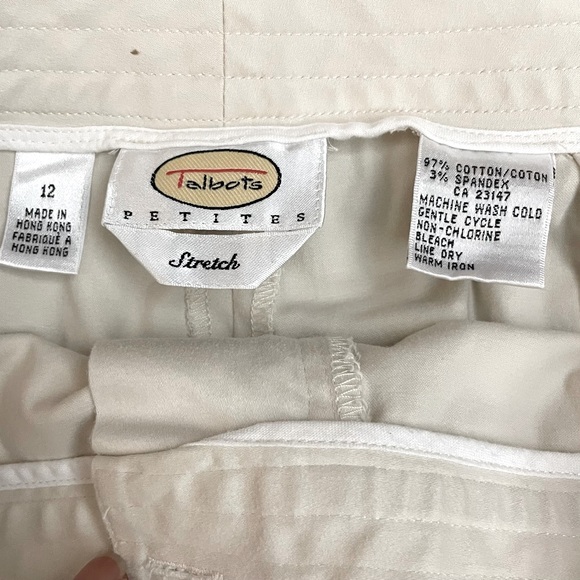 12
MADE IN
HONG KONG
FABRIQUÉ À
HONG KONG
Talbots
PETITES
Stretch
97% COTTON/COTON
3% SPANDEX
CA 23147
MACHINE WASH COLD
GENTLE CYCLE
NON-CHLORINE
BLEACH
LINE DRY
WARM IRON